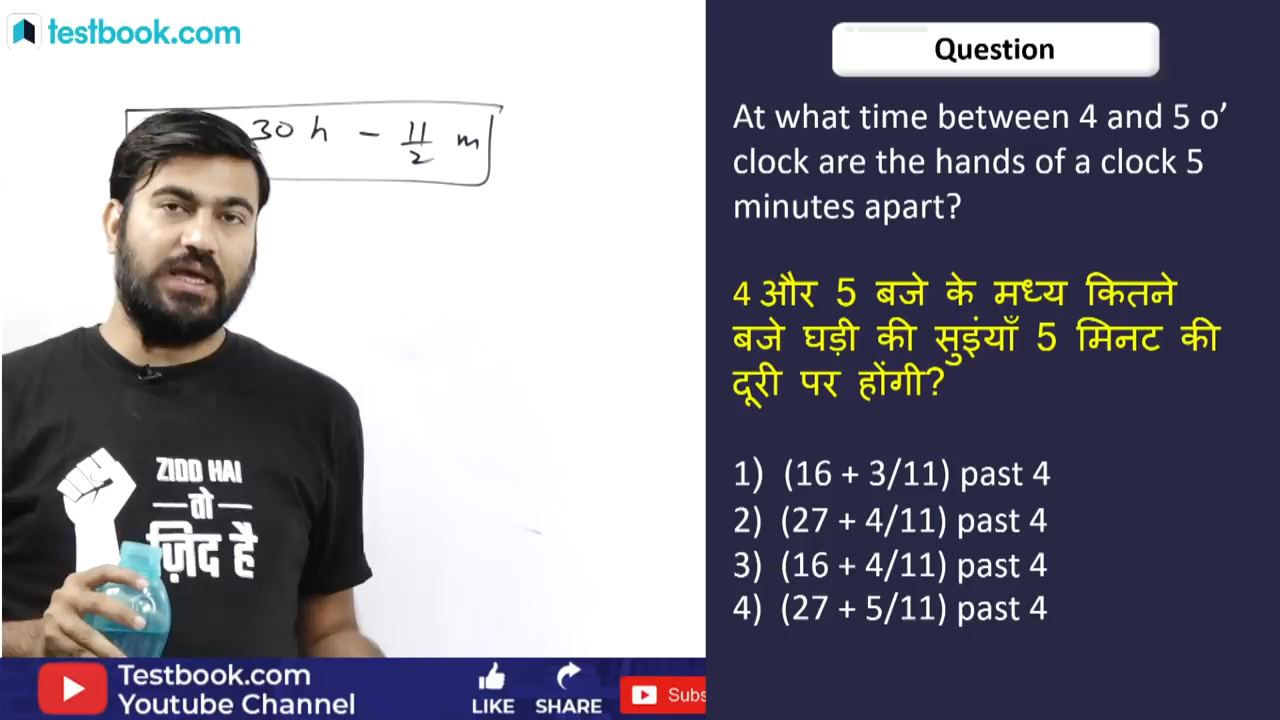 testbook.com
30 h - 11/2 m
ZIDD HAI
तो
ज़िद है
Question
At what time between 4 and 5 o’
clock are the hands of a clock 5
minutes apart?
4 और 5 बजे के मध्य कितने
बजे घड़ी की सुइंयाँ 5 मिनट की
दूरी पर होंगी?
1) (16 + 3/11) past 4
2) (27 + 4/11) past 4
3) (16 + 4/11) past 4
4) (27 + 5/11) past 4
Testbook.com
Youtube Channel
LIKE
SHARE
Subs